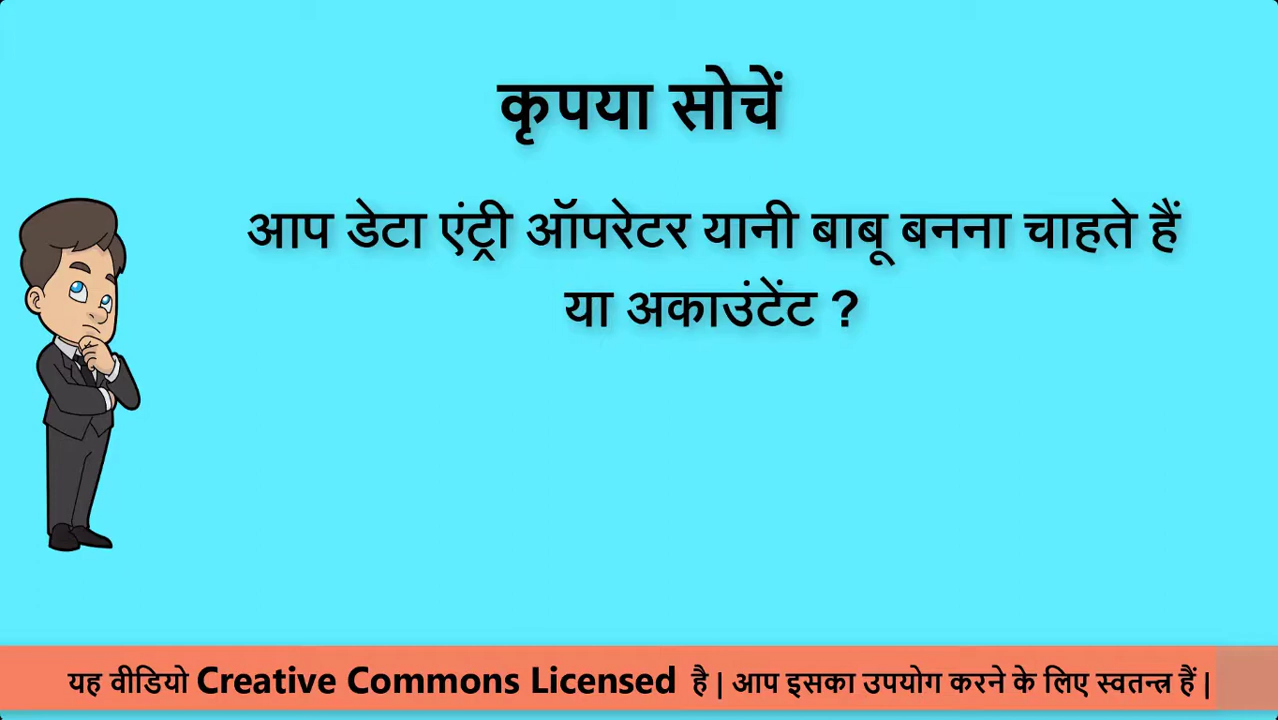 कृपया सोचें
आप डेटा एंट्री ऑपरेटर यानी बाबू बनना चाहते हैं
या अकाउंटेंट ?
यह वीडियो Creative Commons Licensed है | आप इसका उपयोग करने के लिए स्वतन्त्र हैं |